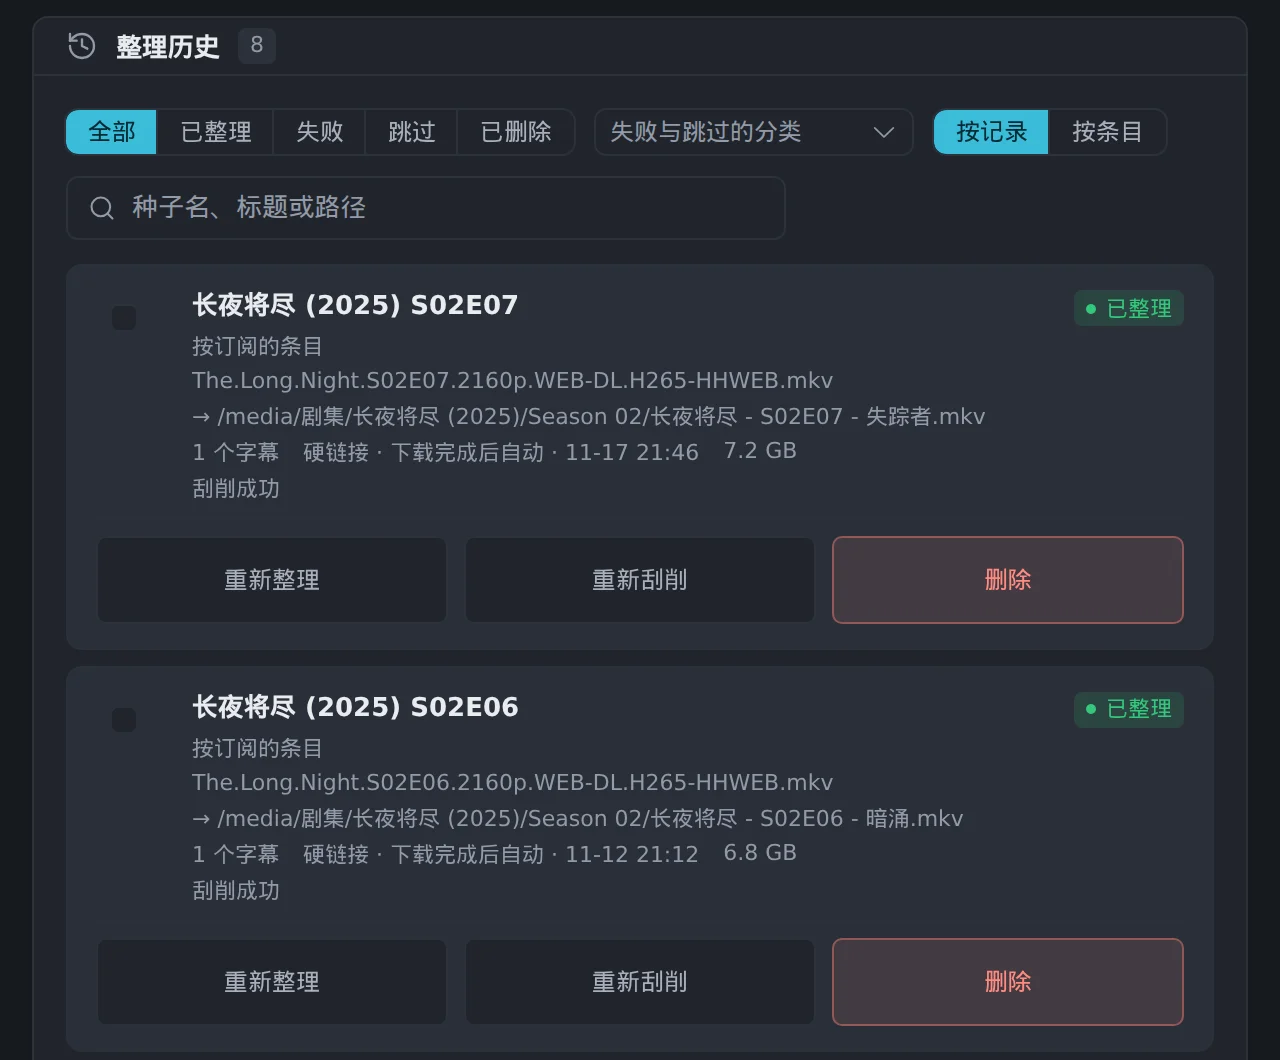 整理历史 8
全部 已整理 失败 跳过 已删除 失败与跳过的分类 按记录 按条目
种子名、标题或路径
长夜将尽 (2025) S02E07 已整理
按订阅的条目
The.Long.Night.S02E07.2160p.WEB-DL.H265-HHWEB.mkv
→ /media/剧集/长夜将尽 (2025)/Season 02/长夜将尽 - S02E07 - 失踪者.mkv
1 个字幕 硬链接 · 下载完成后自动 · 11-17 21:46 7.2 GB
刮削成功
重新整理 重新刮削 删除
长夜将尽 (2025) S02E06 已整理
按订阅的条目
The.Long.Night.S02E06.2160p.WEB-DL.H265-HHWEB.mkv
→ /media/剧集/长夜将尽 (2025)/Season 02/长夜将尽 - S02E06 - 暗涌.mkv
1 个字幕 硬链接 · 下载完成后自动 · 11-12 21:12 6.8 GB
刮削成功
重新整理 重新刮削 删除